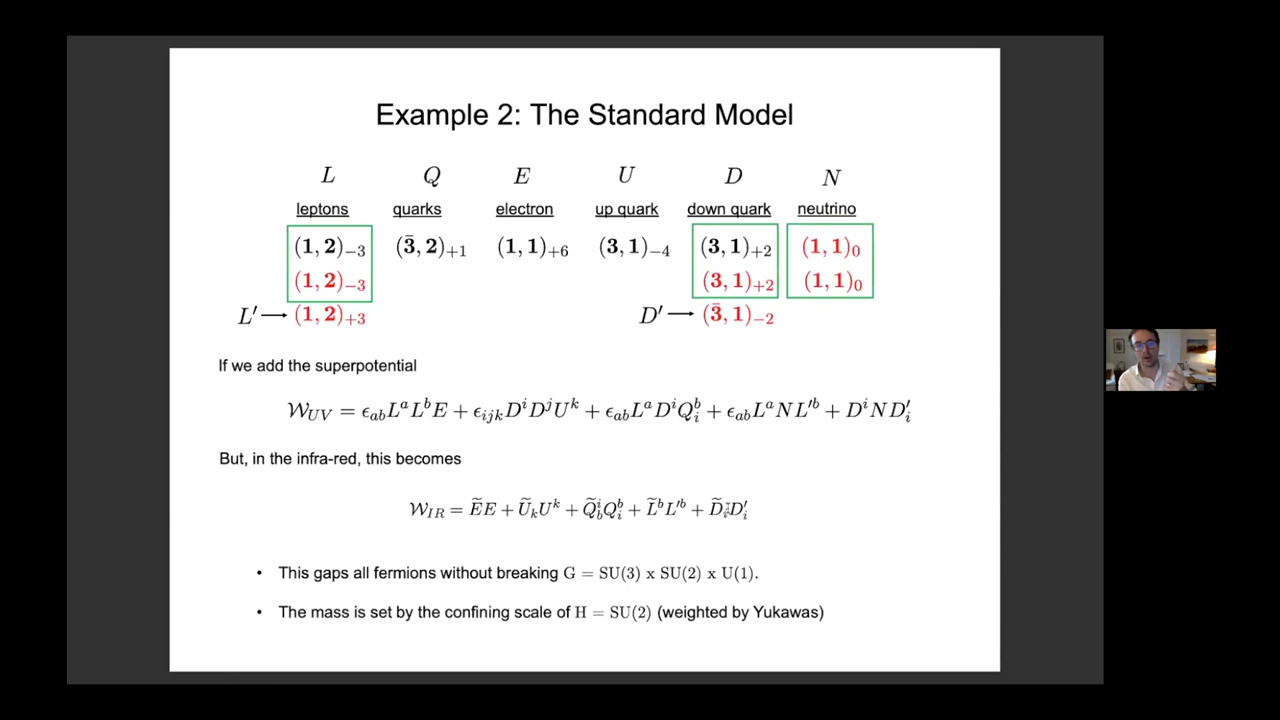 Example 2: The Standard Model
L Q E U D N
leptons quarks electron up quark down quark neutrino
(1, 2)₋₃ (3̄, 2)₊₁ (1, 1)₊₆ (3, 1)₋₄ (3, 1)₊₂ (1, 1)₀
(1, 2)₋₃ (3, 1)₊₂ (1, 1)₀
L′ → (1, 2)₊₃ D′ → (3̄, 1)₋₂
If we add the superpotential
𝒲_UV = ϵ_ab L^a L^b E + ϵ_ijk D^i D^j U^k + ϵ_ab L^a D^i Q_i^b + ϵ_ab L^a N L′^b + D^i N D′_i
But, in the infra-red, this becomes
𝒲_IR = ẼE + Ũ_k U^k + Q̃_b^i Q_i^b + L̃^b L′^b + D̃_i^i D′_i
• This gaps all fermions without breaking G = SU(3) x SU(2) x U(1).
• The mass is set by the confining scale of H = SU(2) (weighted by Yukawas)